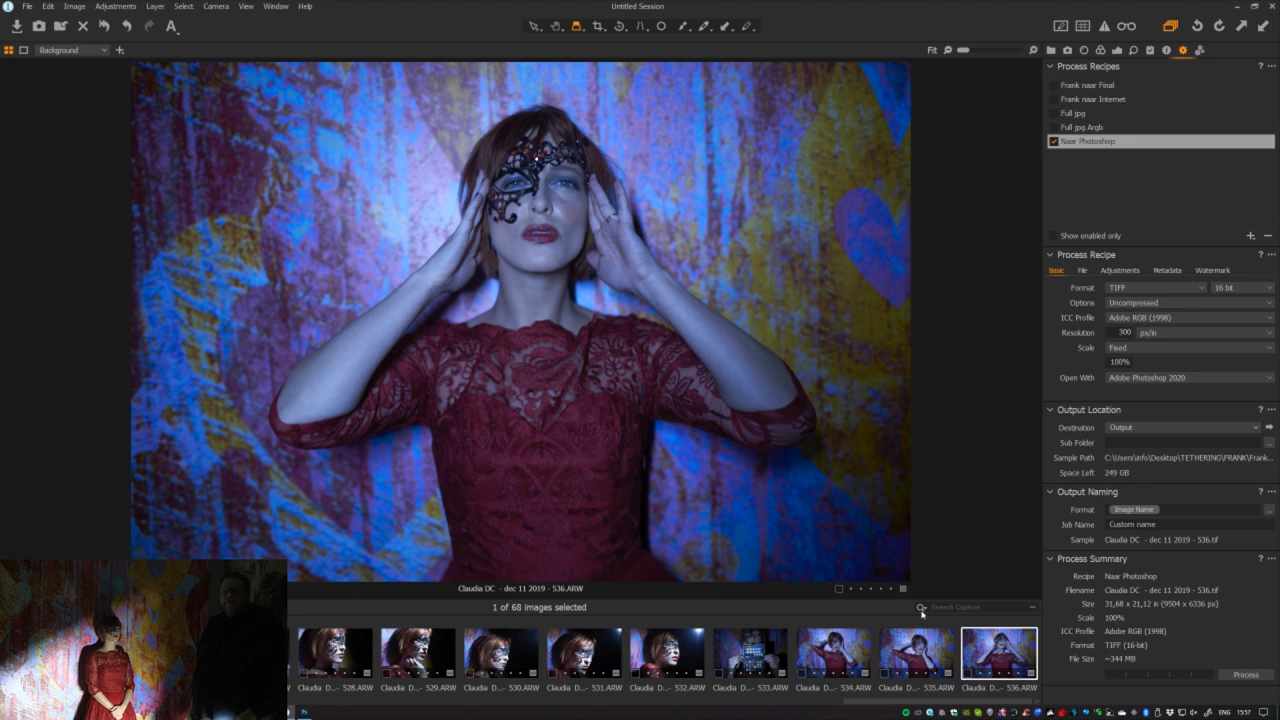 File Edit Image Adjustments Layer Select Camera View Window Help
Untitled Session
Background
Fit
Process Recipes
Frank naar Final
Frank naar Internet
Full jpg
Full jpg Argb
Naar Photoshop
Show enabled only
Process Recipe
Basic File Adjustments Metadata Watermark
Format TIFF 16 bit
Options Uncompressed
ICC Profile Adobe RGB (1998)
Resolution 300 px/in
Scale Fixed
100%
Open With Adobe Photoshop 2020
Output Location
Destination Output
Sub Folder
Sample Path C:\Users\info\Desktop\TETHERING\FRANK\Frank...
Space Left 249 GB
Output Naming
Format Image Name
Job Name Custom name
Sample Claudia DC - dec 11 2019 - 536.tif
Process Summary
Recipe Naar Photoshop
Filename Claudia DC - dec 11 2019 - 536.tif
Size 31,68 x 21,12 in (9504 x 6336 px)
Scale 100%
ICC Profile Adobe RGB (1998)
Format TIFF (16-bit)
File Size ~344 MB
Process
Claudia DC - dec 11 2019 - 536.ARW
1 of 68 images selected
Search Capture
Claudia D...- 528.ARW
Claudia D...- 529.ARW
Claudia D...- 530.ARW
Claudia D...- 531.ARW
Claudia D...- 532.ARW
Claudia D...- 533.ARW
Claudia D...- 534.ARW
Claudia D...- 535.ARW
Claudia D...- 536.ARW
ENG 15:57